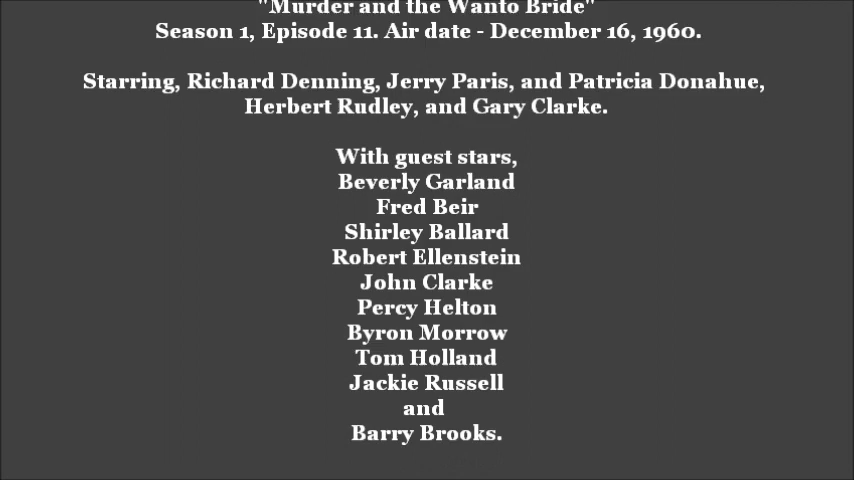 "Murder and the Wanto Bride"
Season 1, Episode 11. Air date - December 16, 1960.
Starring, Richard Denning, Jerry Paris, and Patricia Donahue,
Herbert Rudley, and Gary Clarke.
With guest stars,
Beverly Garland
Fred Beir
Shirley Ballard
Robert Ellenstein
John Clarke
Percy Helton
Byron Morrow
Tom Holland
Jackie Russell
and
Barry Brooks.